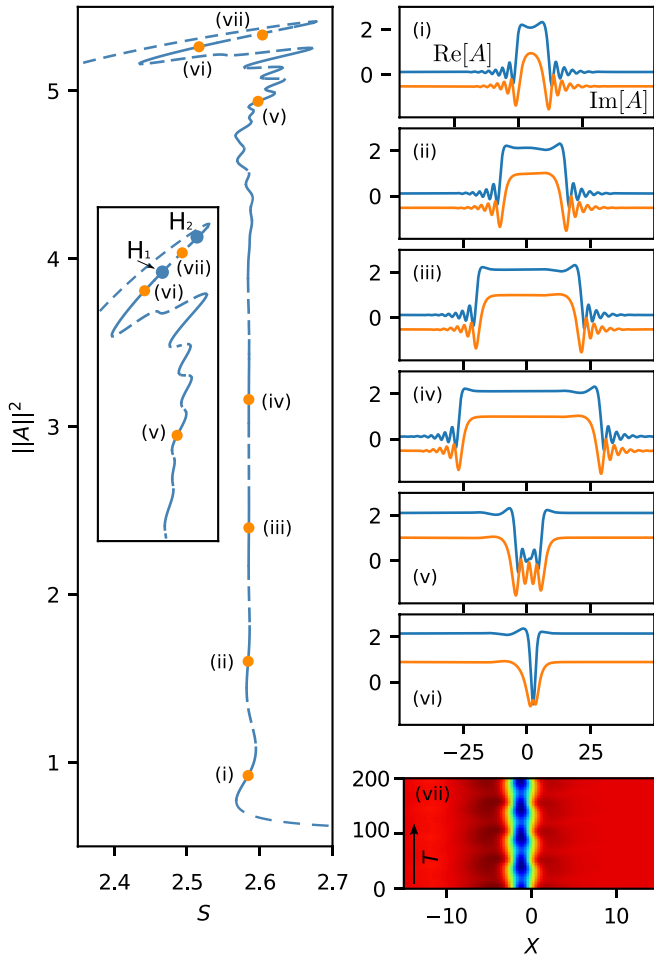 (vii)
(vi)
(v)
5
4
3
2
1
||A||²
H₂
H₁
(vii)
(vi)
(v)
(iv)
(iii)
(ii)
(i)
2.4 2.5 2.6 2.7
S
(i)
Re[A]
Im[A]
2
0
(ii)
2
0
(iii)
2
0
(iv)
2
0
(v)
2
0
(vi)
2
0
−25 0 25
(vii)
200
100
0
T
−10 0 10
X